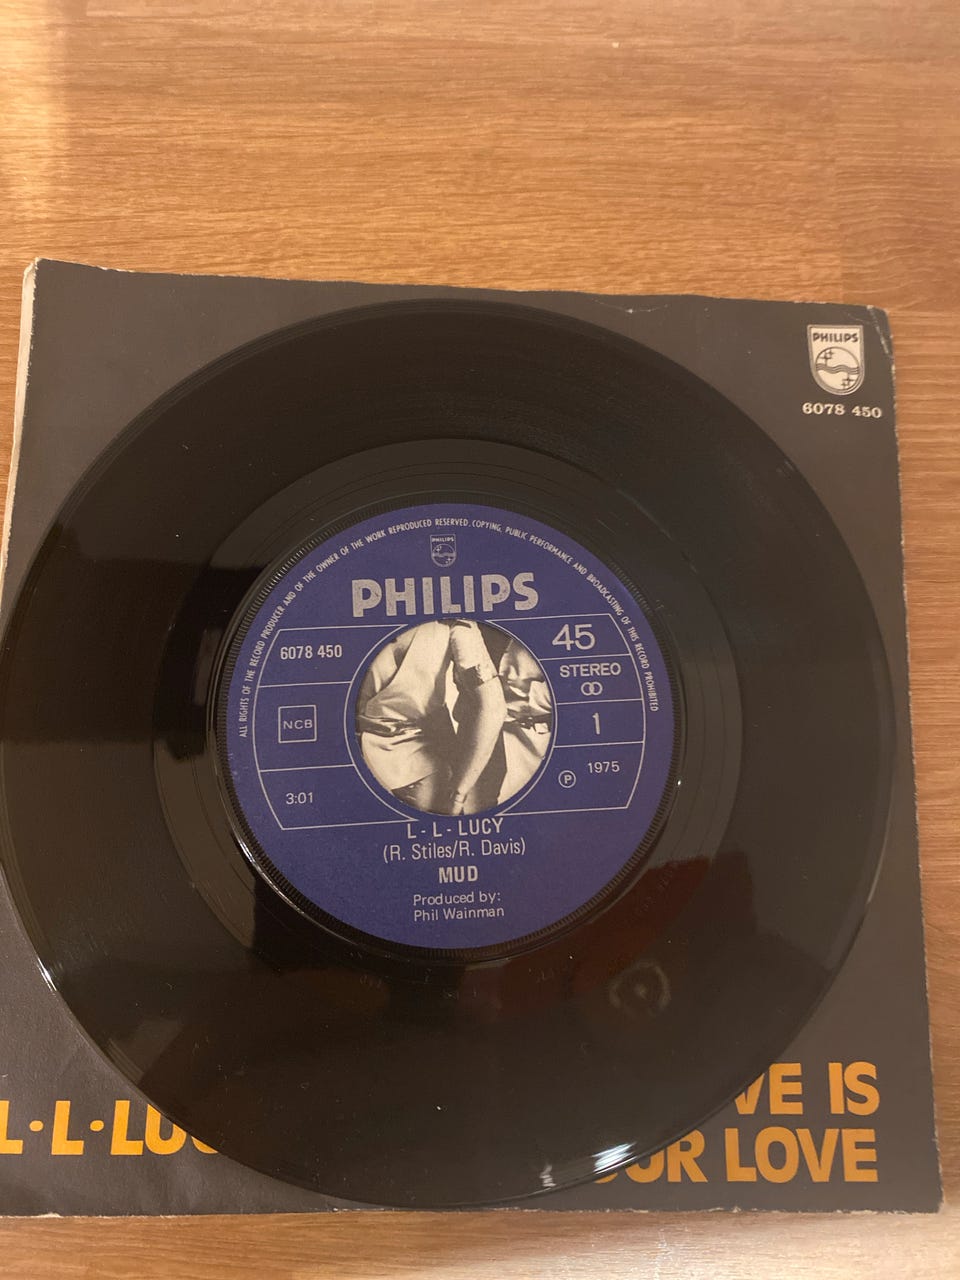 PHILIPS
6078 450
ALL RIGHTS OF THE RECORD PRODUCER AND OF THE OWNER OF THE WORK REPRODUCED RESERVED. COPYING, PUBLIC PERFORMANCE AND BROADCASTING OF THIS RECORD PROHIBITED
PHILIPS
PHILIPS
6078 450
45
STEREO
NCB
1
3:01
Ⓟ 1975
L - L - LUCY
(R. Stiles/R. Davis)
MUD
Produced by:
Phil Wainman
L·L·LUC
VE IS
OUR LOVE